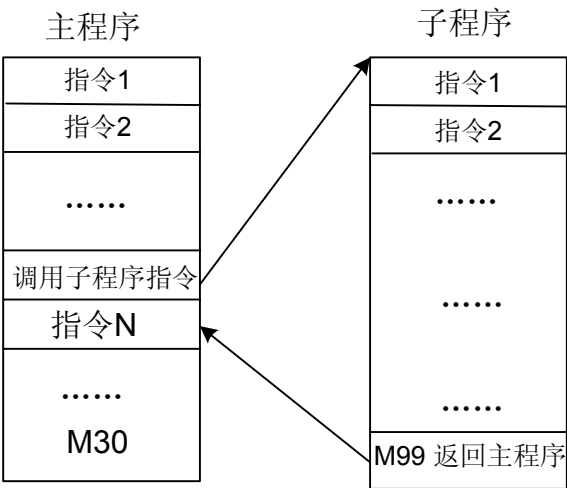 主程序
指令1
指令2
……
调用子程序指令
指令N
……
M30
子程序
指令1
指令2
……
……
……
M99 返回主程序